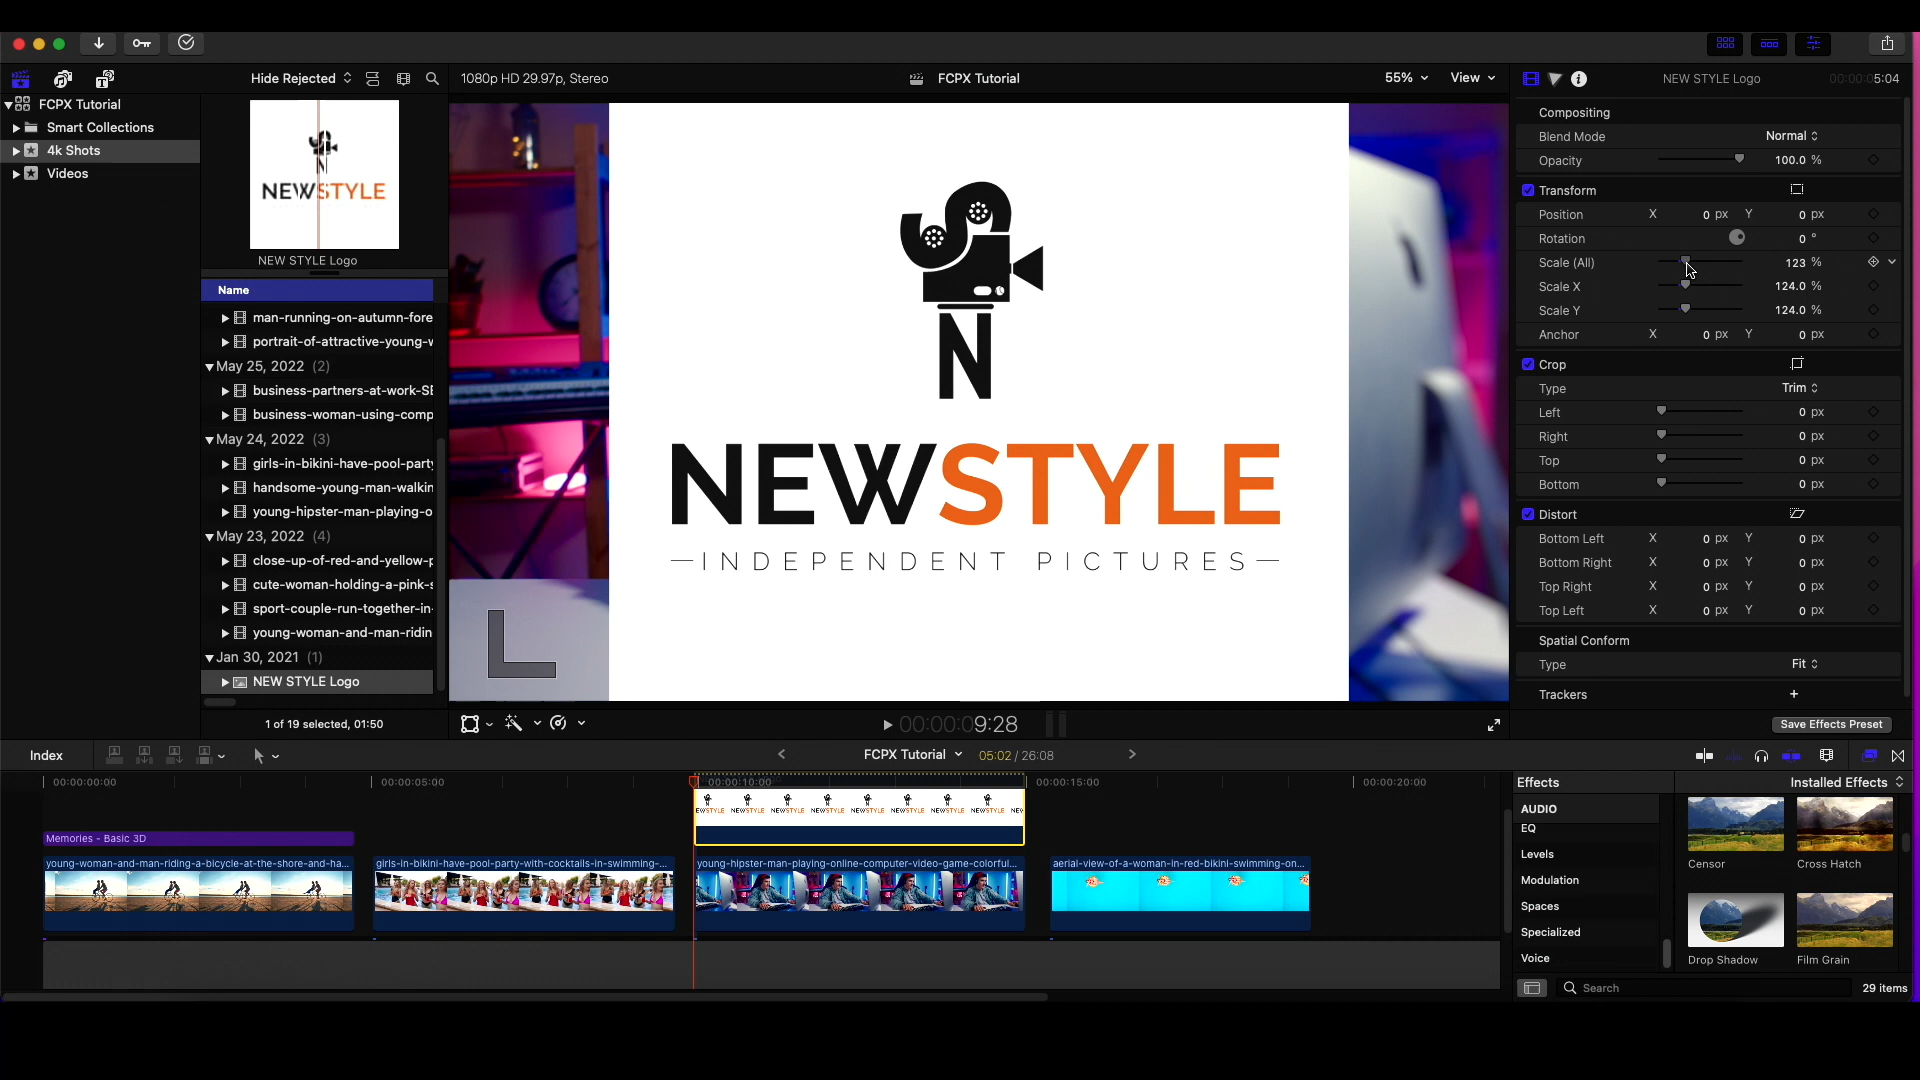 Hide Rejected
1080p HD 29.97p, Stereo
FCPX Tutorial
55%
View
NEW STYLE Logo
00:00:05:04
FCPX Tutorial
Smart Collections
4k Shots
Videos
NEWSTYLE
NEW STYLE Logo
Name
man-running-on-autumn-fore
portrait-of-attractive-young-w
May 25, 2022 (2)
business-partners-at-work-SE
business-woman-using-comp
May 24, 2022 (3)
girls-in-bikini-have-pool-party
handsome-young-man-walkin
young-hipster-man-playing-o
May 23, 2022 (4)
close-up-of-red-and-yellow-p
cute-woman-holding-a-pink-s
sport-couple-run-together-in-
young-woman-and-man-ridin
Jan 30, 2021 (1)
NEW STYLE Logo
1 of 19 selected, 01:50
N
NEWSTYLE
INDEPENDENT PICTURES
00:00:09:28
Compositing
Blend Mode Normal
Opacity 100.0 %
Transform
Position X 0 px Y 0 px
Rotation 0 °
Scale (All) 123 %
Scale X 124.0 %
Scale Y 124.0 %
Anchor X 0 px Y 0 px
Crop
Type Trim
Left 0 px
Right 0 px
Top 0 px
Bottom 0 px
Distort
Bottom Left X 0 px Y 0 px
Bottom Right X 0 px Y 0 px
Top Right X 0 px Y 0 px
Top Left X 0 px Y 0 px
Spatial Conform
Type Fit
Trackers +
Save Effects Preset
Index
FCPX Tutorial
05:02 / 26:08
00:00:00:00
00:00:05:00
00:00:10:00
00:00:15:00
00:00:20:00
NEWSTYLE NEWSTYLE NEWSTYLE NEWSTYLE NEWSTYLE NEWSTYLE NEWSTYLE
Memories - Basic 3D
young-woman-and-man-riding-a-bicycle-at-the-shore-and-ha...
girls-in-bikini-have-pool-party-with-cocktails-in-swimming-...
young-hipster-man-playing-online-computer-video-game-colorful...
aerial-view-of-a-woman-in-red-bikini-swimming-on...
Effects
Installed Effects
AUDIO
EQ
Levels
Modulation
Spaces
Specialized
Voice
Censor
Cross Hatch
Drop Shadow
Film Grain
Search
29 items